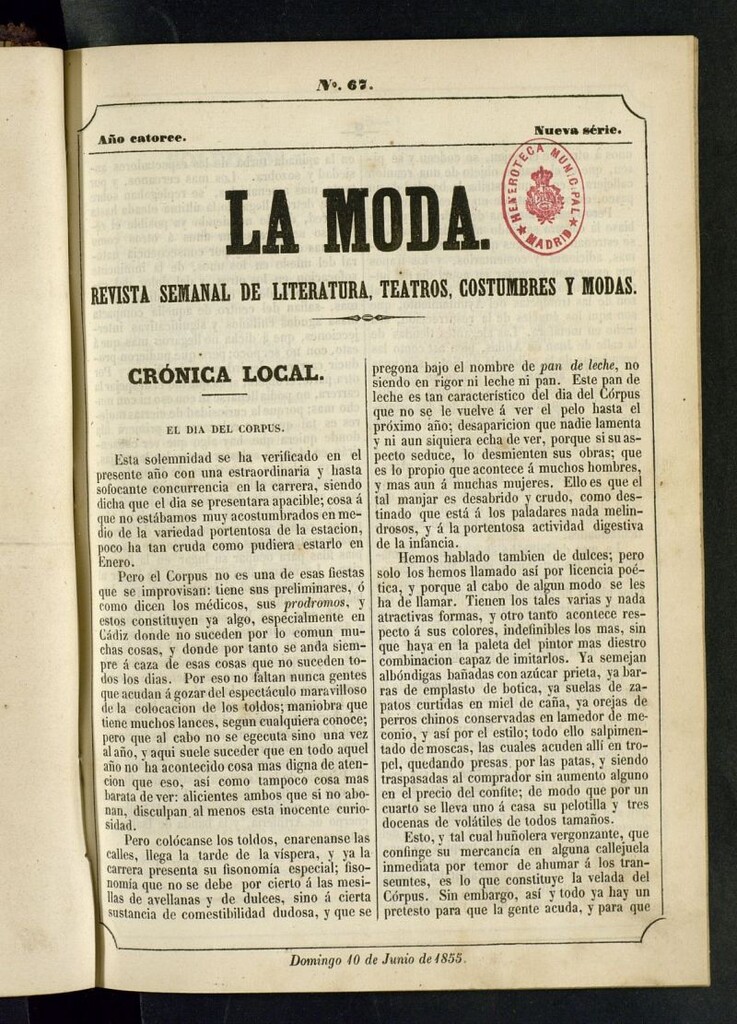 Nº. 67.
Año catorce.
Nueva série.
HEMEROTECA MUNICIPAL
★ MADRID ★
LA MODA.
REVISTA SEMANAL DE LITERATURA, TEATROS, COSTUMBRES Y MODAS.
CRÓNICA LOCAL.
EL DIA DEL CORPUS.
Esta solemnidad se ha verificado en el
presente año con una estraordinaria y hasta
sofocante concurrencia en la carrera, siendo
dicha que el dia se presentara apacible; cosa á
que no estábamos muy acostumbrados en me-
dio de la variedad portentosa de la estacion,
poco ha tan cruda como pudiera estarlo en
Enero.
Pero el Corpus no es una de esas fiestas
que se improvisan: tiene sus preliminares, ó
como dicen los médicos, sus prodromos, y
estos constituyen ya algo, especialmente en
Cádiz donde no suceden por lo comun mu-
chas cosas, y donde por tanto se anda siem-
pre á caza de esas cosas que no suceden to-
dos los dias. Por eso no faltan nunca gentes
que acudan á gozar del espectáculo maravilloso
de la colocacion de los toldos; maniobra que
tiene muchos lances, segun cualquiera conoce;
pero que al cabo no se egecuta sino una vez
al año, y aqui suele suceder que en todo aquel
año no ha acontecido cosa mas digna de aten-
cion que eso, así como tampoco cosa mas
barata de ver: alicientes ambos que si no abo-
nan, disculpan al menos esta inocente curio-
sidad.
Pero colócanse los toldos, enarenanse las
calles, llega la tarde de la víspera, y ya la
carrera presenta su fisonomía especial; fiso-
nomía que no se debe por cierto á las mesi-
llas de avellanas y de dulces, sino á cierta
sustancia de comestibilidad dudosa, y que se
pregona bajo el nombre de pan de leche, no
siendo en rigor ni leche ni pan. Este pan de
leche es tan característico del dia del Córpus
que no se le vuelve á ver el pelo hasta el
próximo año; desaparicion que nadie lamenta
y ni aun siquiera echa de ver, porque si su as-
pecto seduce, lo desmienten sus obras; que
es lo propio que acontece á muchos hombres,
y mas aun á muchas mujeres. Ello es que el
tal manjar es desabrido y crudo, como des-
tinado que está á los paladares nada melin-
drosos, y á la portentosa actividad digestiva
de la infancia.
Hemos hablado tambien de dulces; pero
solo los hemos llamado así por licencia poé-
tica, y porque al cabo de algun modo se les
ha de llamar. Tienen los tales varias y nada
atractivas formas, y otro tanto acontece res-
pecto á sus colores, indefinibles los mas, sin
que haya en la paleta del pintor mas diestro
combinacion capaz de imitarlos. Ya semejan
albóndigas bañadas con azúcar prieta, ya bar-
ras de emplasto de botica, ya suelas de za-
patos curtidas en miel de caña, ya orejas de
perros chinos conservadas en lamedor de me-
conio, y así por el estilo; todo ello salpimen-
tado de moscas, las cuales acuden allí en tro-
pel, quedando presas por las patas, y siendo
traspasadas al comprador sin aumento alguno
en el precio del confite; de modo que por un
cuarto se lleva uno á casa su pelotilla y tres
docenas de volátiles de todos tamaños.
Esto, y tal cual buñolera vergonzante, que
confinge su mercancía en alguna callejuela
inmediata por temor de ahumar á los tran-
seuntes, es lo que constituye la velada del
Córpus. Sin embargo, así y todo ya hay un
pretesto para que la gente acuda, y para que
Domingo 10 de Junio de 1855.